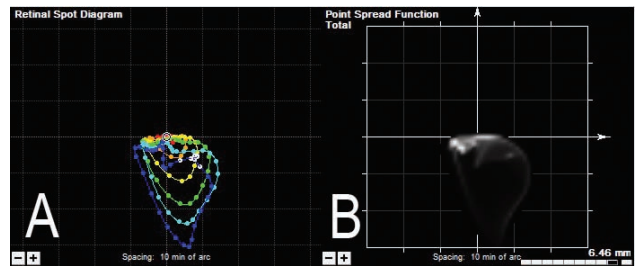 Retinal Spot Diagram
A
Spacing: 10 min of arc
Point Spread Function
Total
B
Spacing: 10 min of arc
6.46 mm